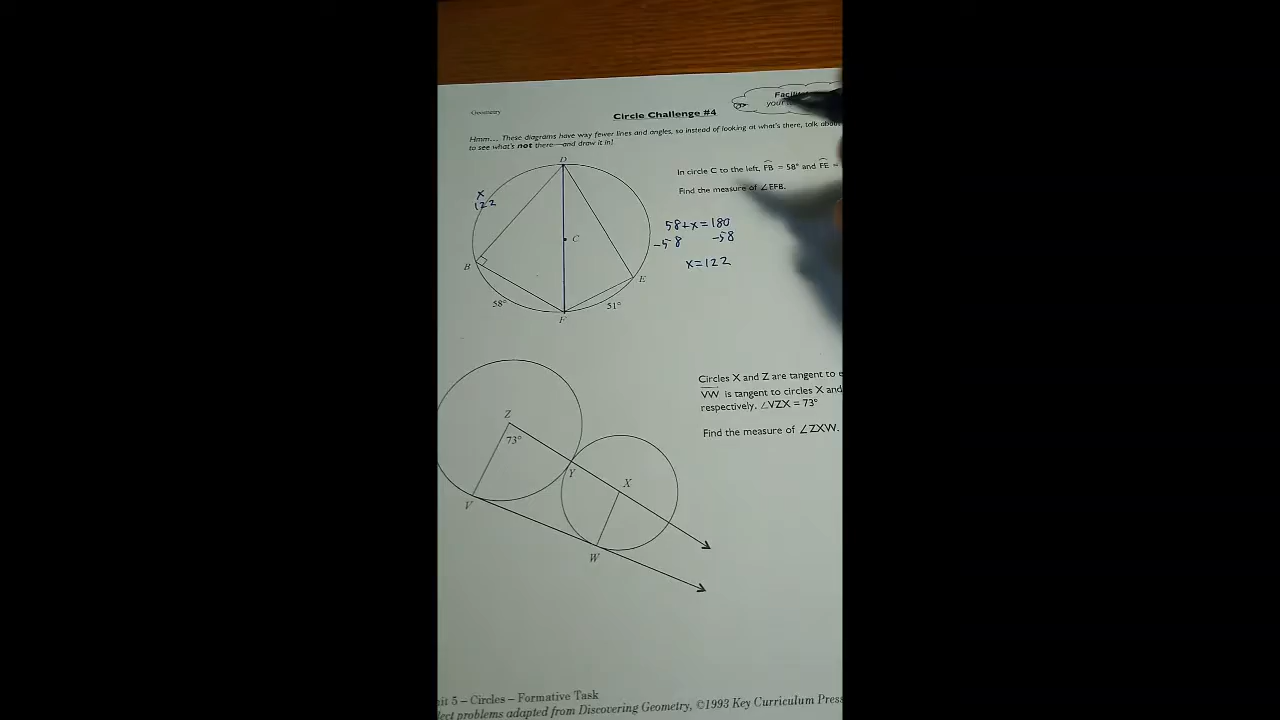 Geometry
Circle Challenge #4
your
Hmm... These diagrams have way fewer lines and angles, so instead of looking at what's there, talk about
to see what's not there—and draw it in!
D
In circle C to the left, FB = 58° and FE =
Find the measure of ∠EFB.
x
122
58+x=180
-58 -58
x=122
C
B
E
58°
51°
F
Circles X and Z are tangent to
VW is tangent to circles X and
respectively. ∠VZX = 73°
Find the measure of ∠ZXW.
Z
73°
Y
X
V
W
5 – Circles – Formative Task
problems adapted from Discovering Geometry, ©1993 Key Curriculum Press